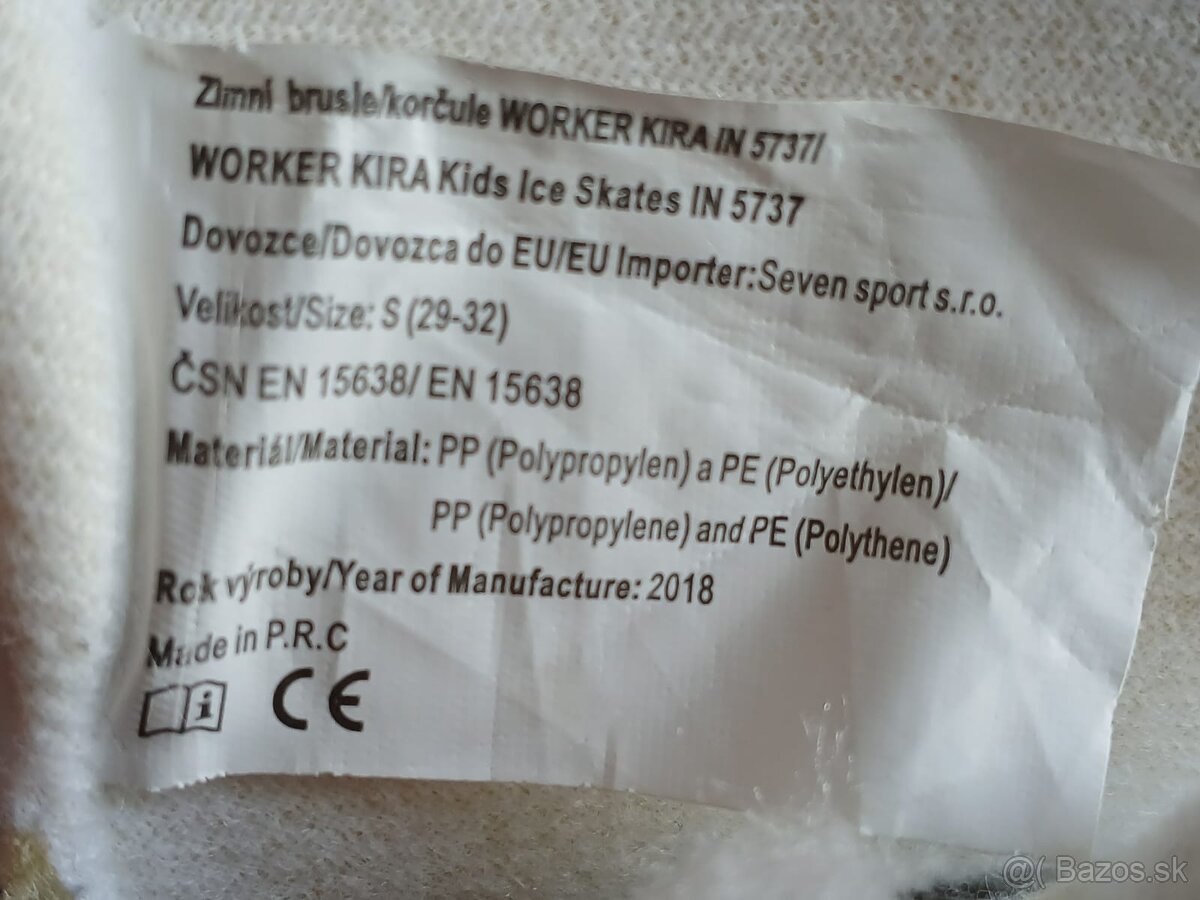 Zimní brusle/korčule WORKER KIRA IN 5737/
WORKER KIRA Kids Ice Skates IN 5737
Dovozce/Dovozca do EU/EU Importer:Seven sport s.r.o.
Velikost/Size: S (29-32)
ČSN EN 15638/ EN 15638
Materiál/Material: PP (Polypropylen) a PE (Polyethylen)/
PP (Polypropylene) and PE (Polythene)
Rok výroby/Year of Manufacture: 2018
Made in P.R.C
i CE
@( Bazos.sk